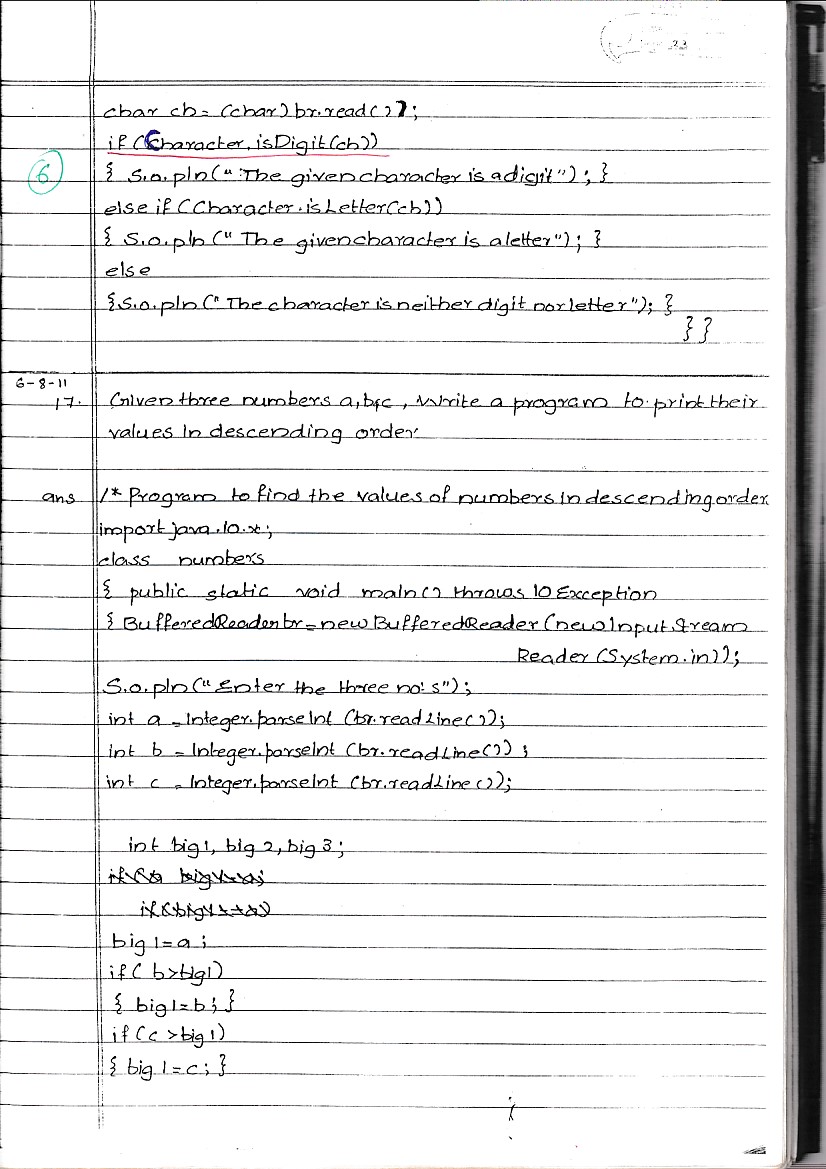 char ch = (char) br.read();
if (Character.isDigit(ch))
6
{ S.o.pln(" The given character is a digit"); }
else if (Character.isLetter(ch))
{ S.o.pln (" The given character is a letter"); }
else
{S.o.pln (" The character is neither digit nor letter"); }
} }
6-8-11
17. Given three numbers a, b & c, Write a program to print their
values in descending order
ans /* Program to find the values of numbers in descending order
import java.io.*;
class numbers
{ public static void main() throws IO Exception
{ BufferedReader br = new BufferedReader (new Input Stream
Reader (System.in));
S.o.pln(" Enter the three no's");
int a = Integer.parseInt (br.readLine());
int b = Integer.parseInt (br.readLine());
int c = Integer.parseInt (br.readLine());
int big1, big2, big3;
big1=a;
if( b>big1)
{ big1=b; }
if (c >big1)
{ big1=c; }